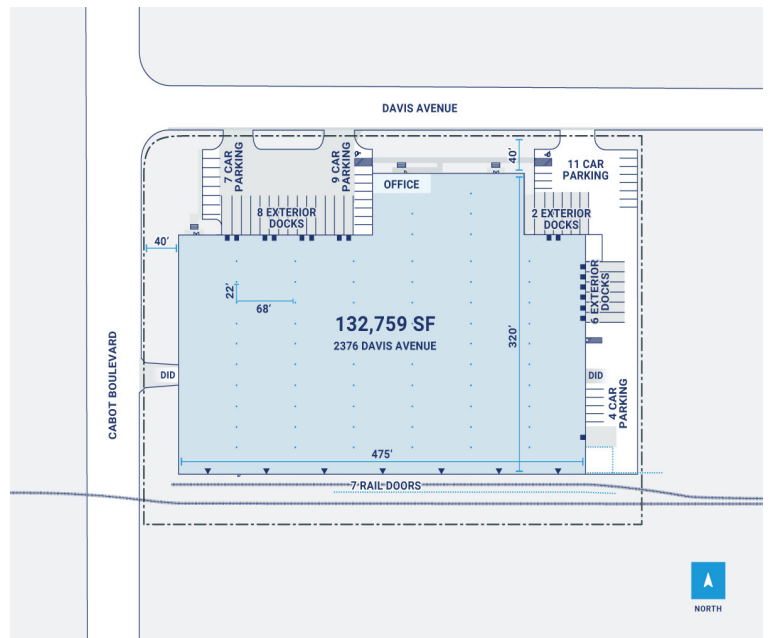 DAVIS AVENUE
7 CAR
PARKING
9 CAR
PARKING
40'
11 CAR
PARKING
OFFICE
8 EXTERIOR
DOCKS
2 EXTERIOR
DOCKS
40'
22'
68'
6 EXTERIOR
DOCKS
132,759 SF
2376 DAVIS AVENUE
320'
CABOT BOULEVARD
DID
DID
4 CAR
PARKING
475'
7 RAIL DOORS
NORTH